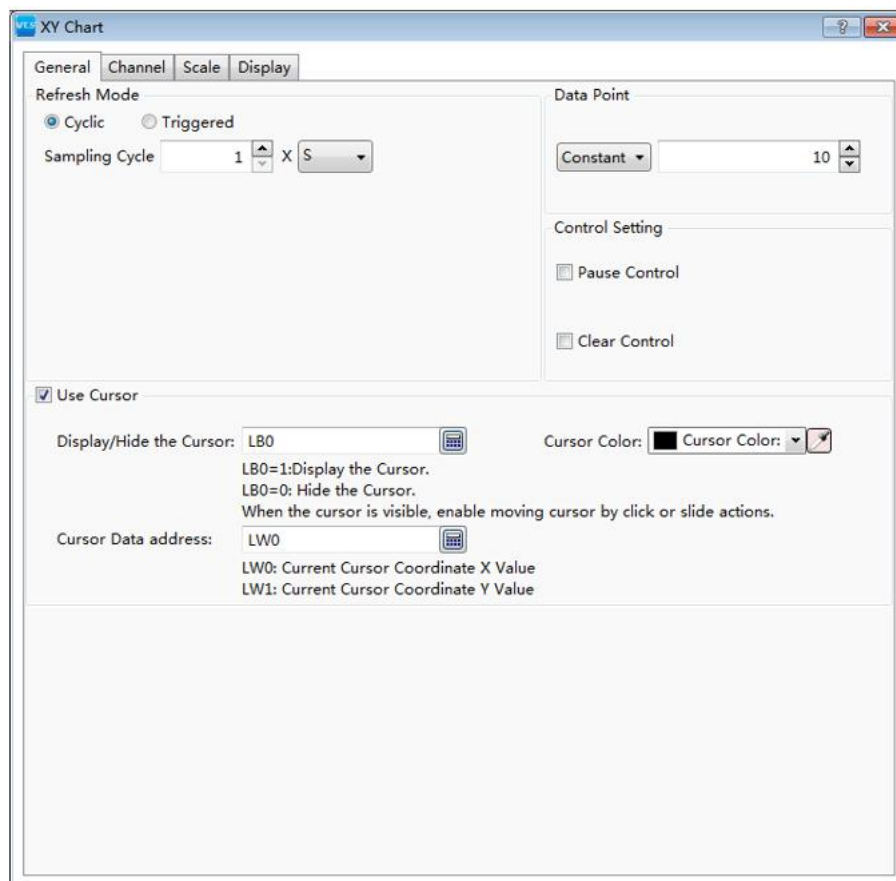 VTS XY Chart
General Channel Scale Display
Refresh Mode
Cyclic Triggered
Sampling Cycle 1 X S
Data Point
Constant 10
Control Setting
Pause Control
Clear Control
Use Cursor
Display/Hide the Cursor: LB0
Cursor Color: Cursor Color:
LB0=1:Display the Cursor.
LB0=0: Hide the Cursor.
When the cursor is visible, enable moving cursor by click or slide actions.
Cursor Data address: LW0
LW0: Current Cursor Coordinate X Value
LW1: Current Cursor Coordinate Y Value